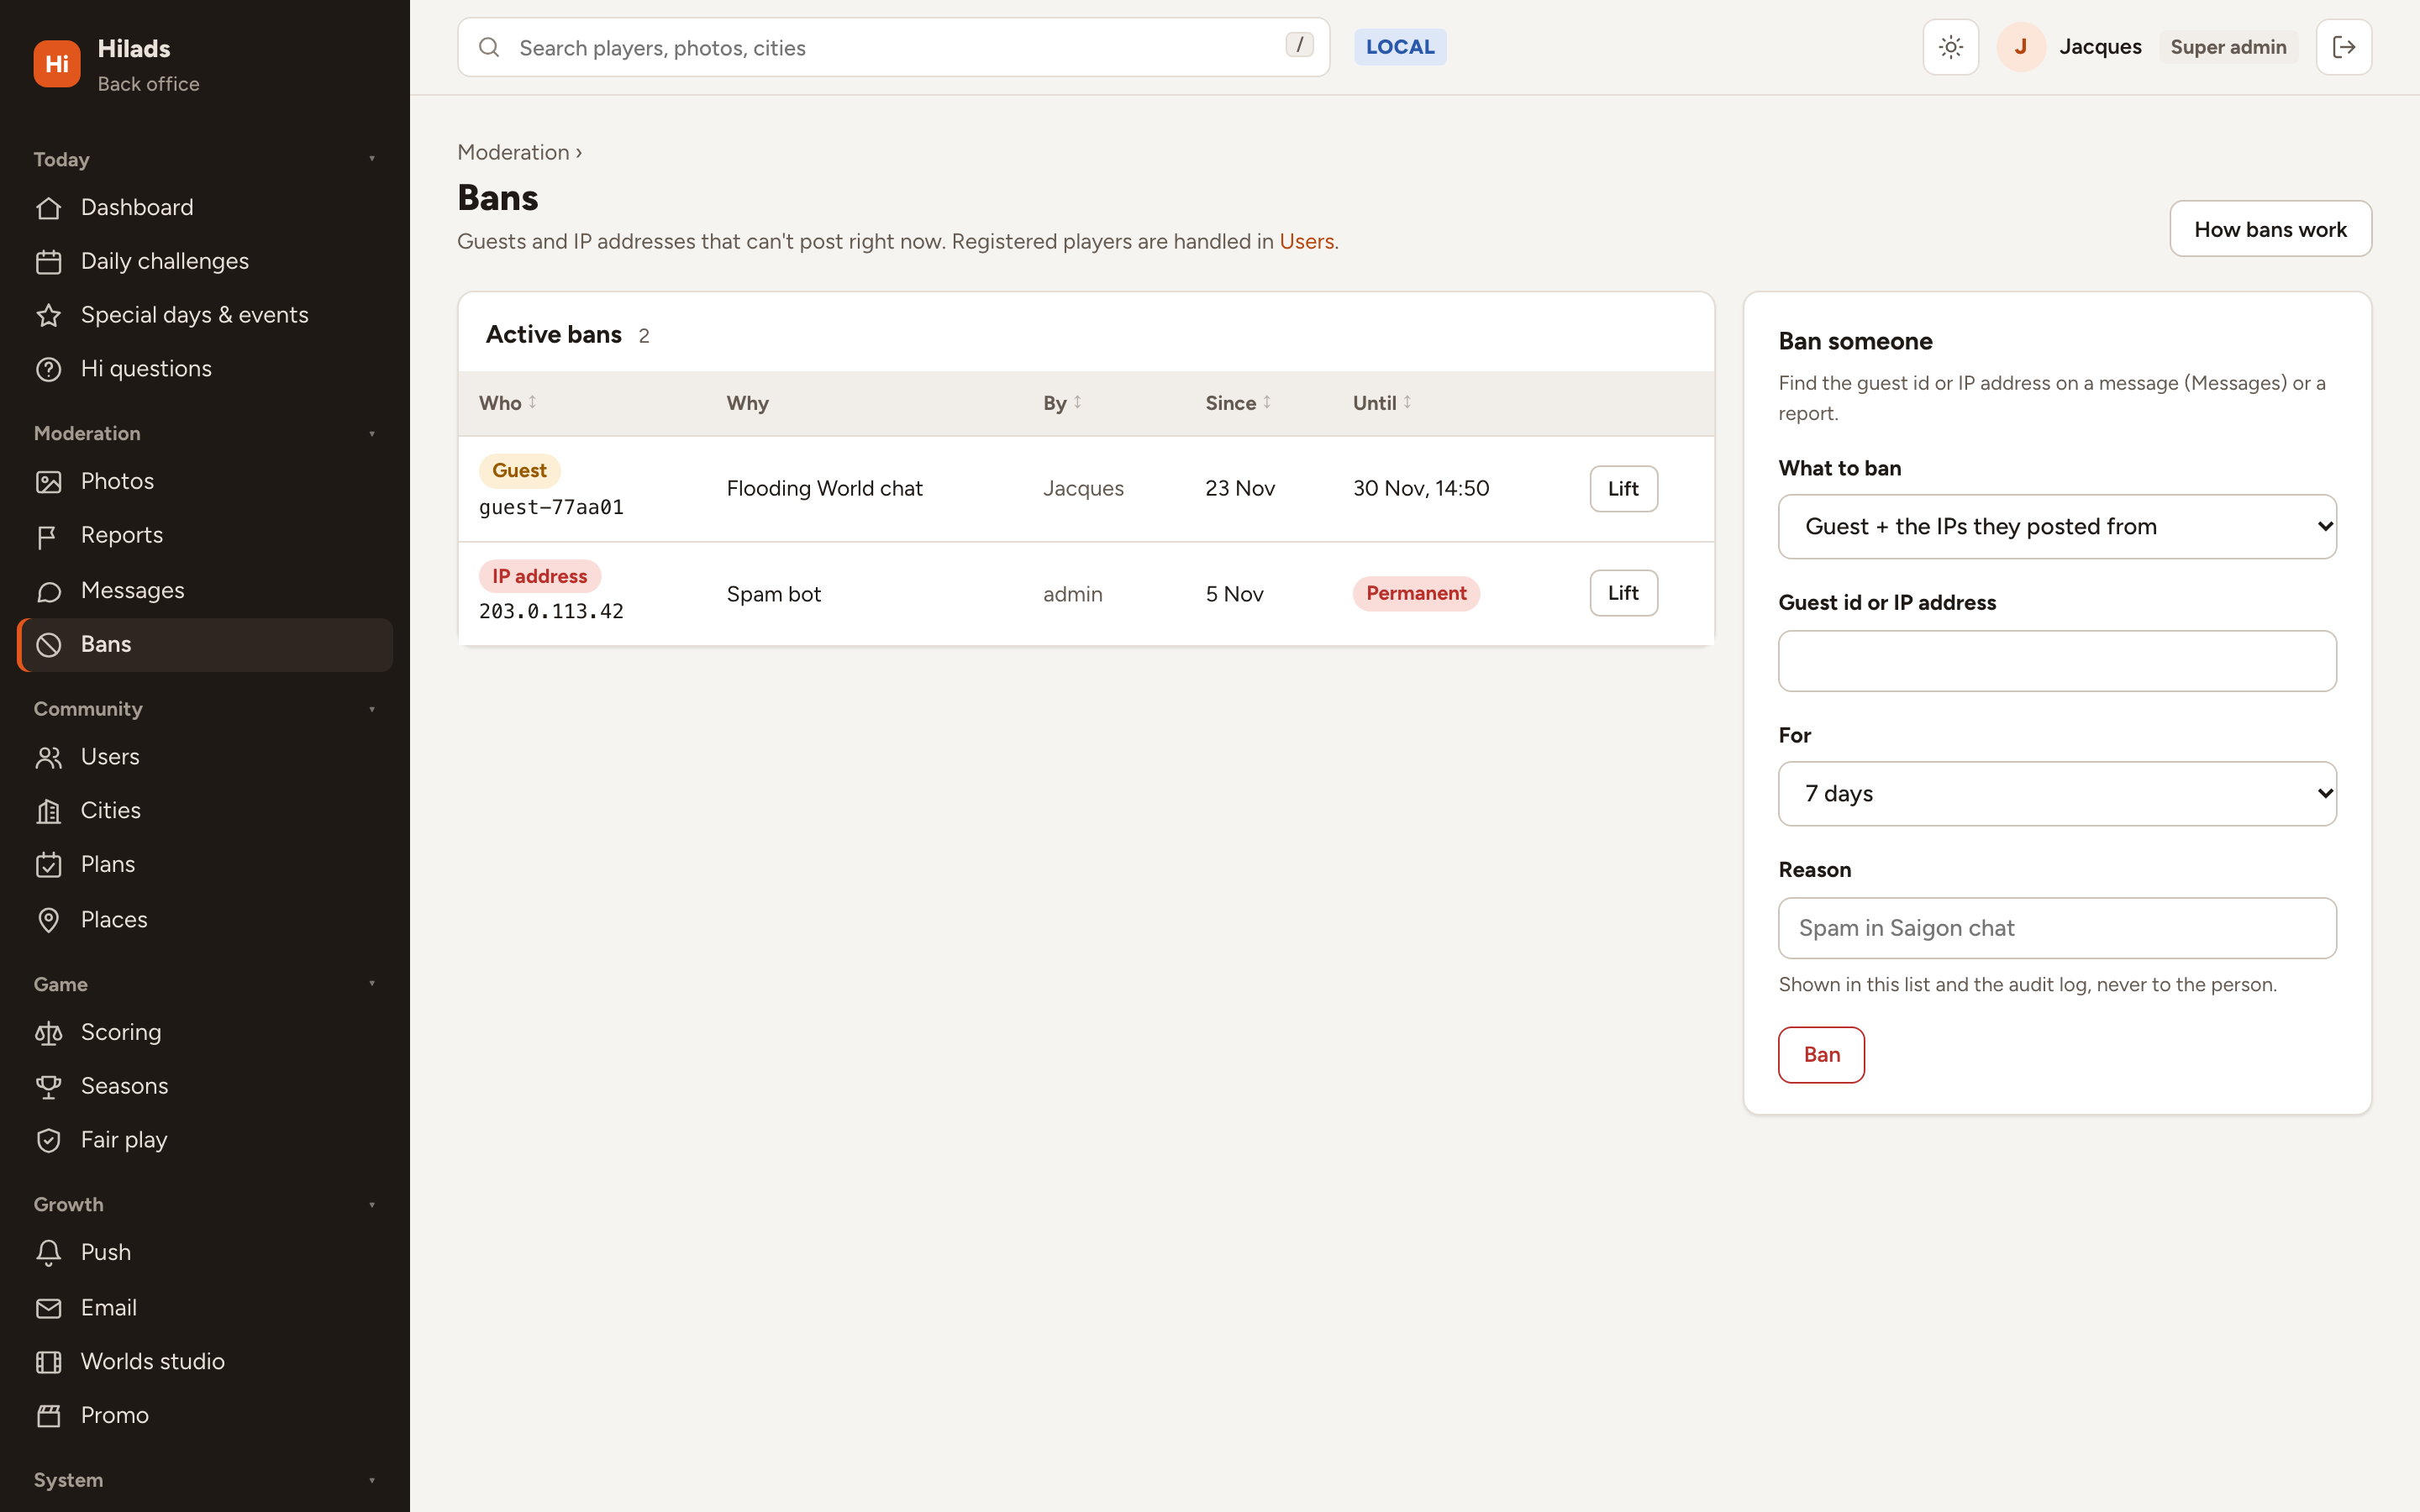 Hi
Hilads
Back office
Today
Dashboard
Daily challenges
Special days & events
Hi questions
Moderation
Photos
Reports
Messages
Bans
Community
Users
Cities
Plans
Places
Game
Scoring
Seasons
Fair play
Growth
Push
Email
Worlds studio
Promo
System
Search players, photos, cities /
LOCAL
J Jacques Super admin
Moderation ›
Bans
Guests and IP addresses that can't post right now. Registered players are handled in Users.
How bans work
Active bans 2
Who Why By Since Until
Guest
guest-77aa01 Flooding World chat Jacques 23 Nov 30 Nov, 14:50 Lift
IP address
203.0.113.42 Spam bot admin 5 Nov Permanent Lift
Ban someone
Find the guest id or IP address on a message (Messages) or a
report.
What to ban
Guest + the IPs they posted from
Guest id or IP address
For
7 days
Reason
Spam in Saigon chat
Shown in this list and the audit log, never to the person.
Ban